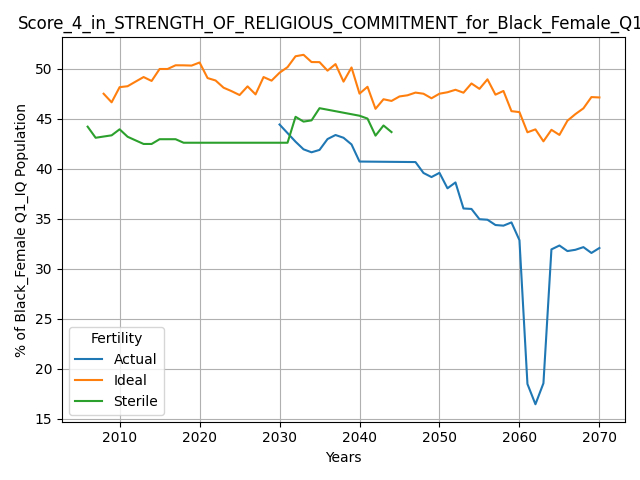 Score_4_in_STRENGTH_OF_RELIGIOUS_COMMITMENT_for_Black_Female_Q1
% of Black_Female Q1_IQ Population
50
45
40
35
30
25
20
15
Fertility
Actual
Ideal
Sterile
2010 2020 2030 2040 2050 2060 2070
Years